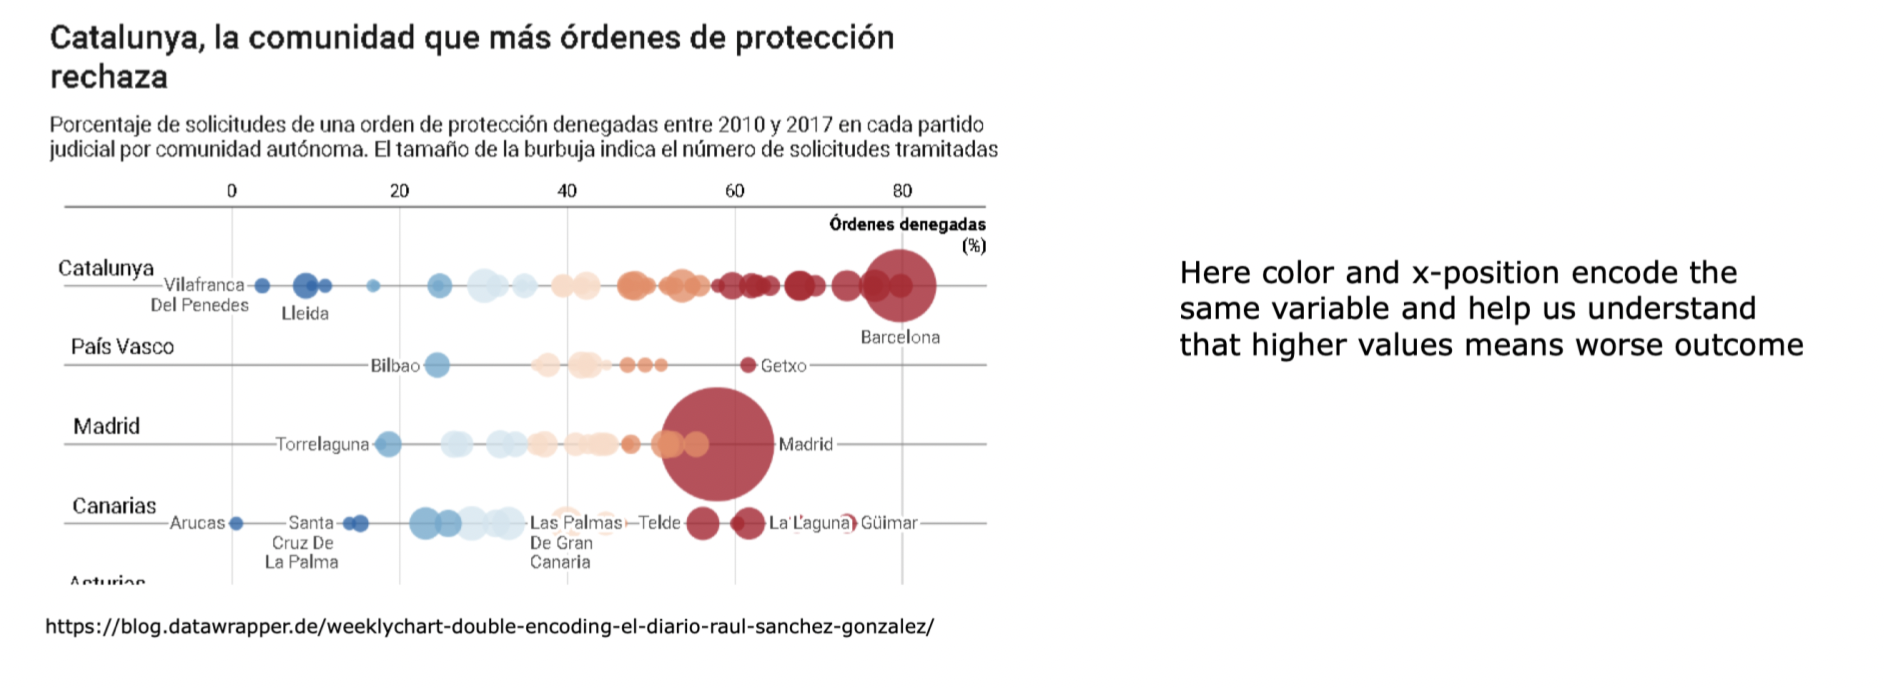 Catalunya, la comunidad que más órdenes de protección
rechaza
Porcentaje de solicitudes de una orden de protección denegadas entre 2010 y 2017 en cada partido
judicial por comunidad autónoma. El tamaño de la burbuja indica el número de solicitudes tramitadas
0 20 40 60 80
Órdenes denegadas
(%)
Catalunya
Vilafranca
Del Penedes
Lleida
Barcelona
País Vasco
Bilbao
Getxo
Madrid
Torrelaguna
Madrid
Canarias
Arucas
Santa
Cruz De
La Palma
Las Palmas
De Gran
Canaria
Telde
La Laguna
Güimar
Asturias
https://blog.datawrapper.de/weeklychart-double-encoding-el-diario-raul-sanchez-gonzalez/
Here color and x-position encode the
same variable and help us understand
that higher values means worse outcome